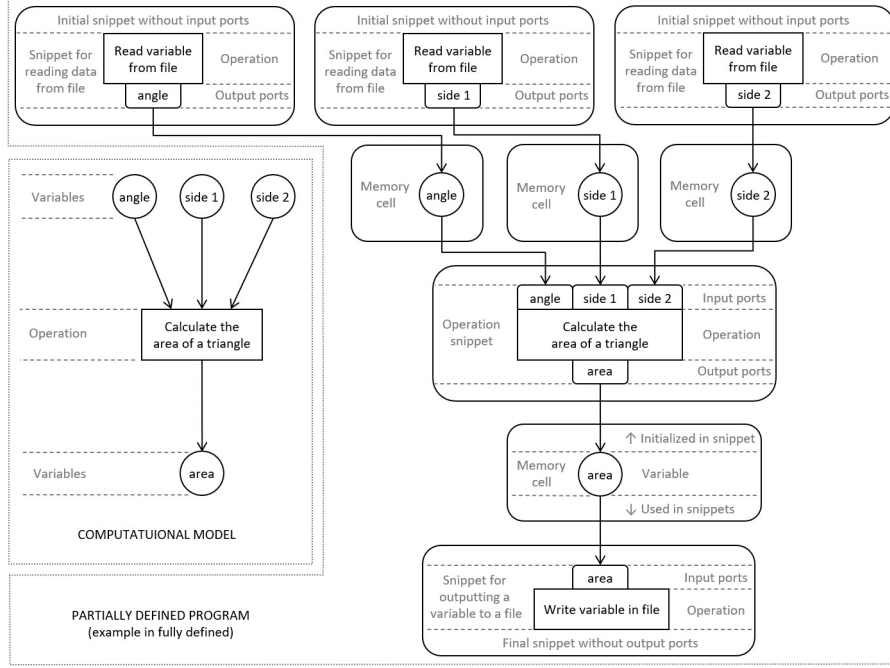 Initial snippet without input ports
Snippet for
reading data
from file
Read variable
from file
Operation
angle
Output ports
Initial snippet without input ports
Snippet for
reading data
from file
Read variable
from file
Operation
side 1
Output ports
Initial snippet without input ports
Snippet for
reading data
from file
Read variable
from file
Operation
side 2
Output ports
Memory
cell
angle
Memory
cell
side 1
Memory
cell
side 2
Variables
angle
side 1
side 2
Operation
Calculate the
area of a triangle
Variables
area
COMPUTATUIONAL MODEL
angle
side 1
side 2
Input ports
Operation
snippet
Calculate the
area of a triangle
Operation
area
Output ports
↑ Initialized in snippet
Memory
cell
area
Variable
↓ Used in snippets
area
Input ports
Snippet for
outputting a
variable to a file
Write variable in file
Operation
Final snippet without output ports
PARTIALLY DEFINED PROGRAM
(example in fully defined)